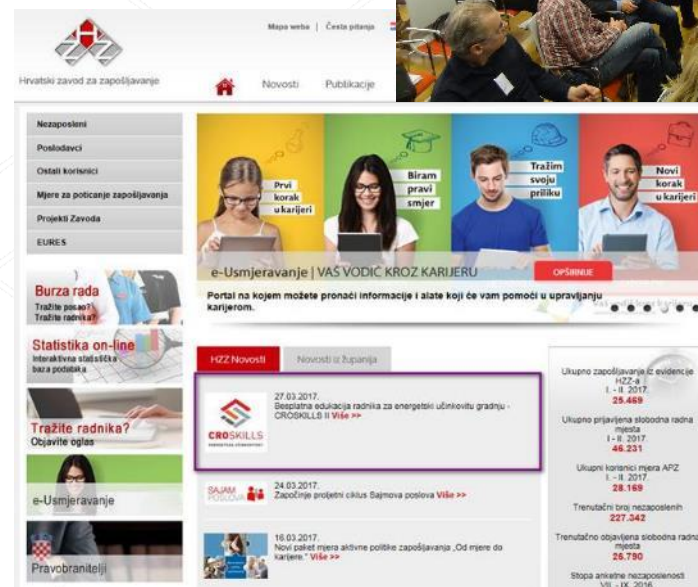 Mapa weba | Česta pitanja
Hrvatski zavod za zapošljavanje
Novosti
Publikacije
Nezaposleni
Poslodavci
Ostali korisnici
Mjere za poticanje zapošljavanja
Projekti Zavoda
EURES
Prvi
korak
u karijeri
Biram
pravi
smjer
Tražim
svoju
priliku
Novi
korak
u karijeri
e-Usmjeravanje | VAŠ VODIČ KROZ KARIJERU
OPŠIRNIJE
Portal na kojem možete pronaći informacije i alate koji će vam pomoći u upravljanju
karijerom.
Burza rada
Tražite posao?
Tražite radnika?
Statistika on-line
Interaktivna statistička
baza podataka
Tražite radnika?
Objavite oglas
e-Usmjeravanje
Pravobranitelji
HZZ Novosti
Novosti iz županija
CROSKILLS
27.03.2017.
Besplatna edukacija radnika za energetski učinkovitu gradnju -
CROSKILLS II Više >>
SAJAM
POSLOVA
24.03.2017.
Započinje proljetni ciklus Sajmova poslova Više >>
16.03.2017.
Novi paket mjera aktivne politike zapošljavanja „Od mjere do
karijere." Više >>
Ukupno zapošljavanje iz evidencije
HZZ-a
I. - II. 2017.
25.469
Ukupno prijavljena slobodna radna
mjesta
I - II. 2017.
46.231
Ukupni korisnici mjera APZ
I. - II. 2017.
28.169
Trenutačni broj nezaposlenih
227.342
Trenutačno objavljena slobodna radna
mjesta
26.790
Stopa anketne nezaposlenosti
VII. - IX. 2016.